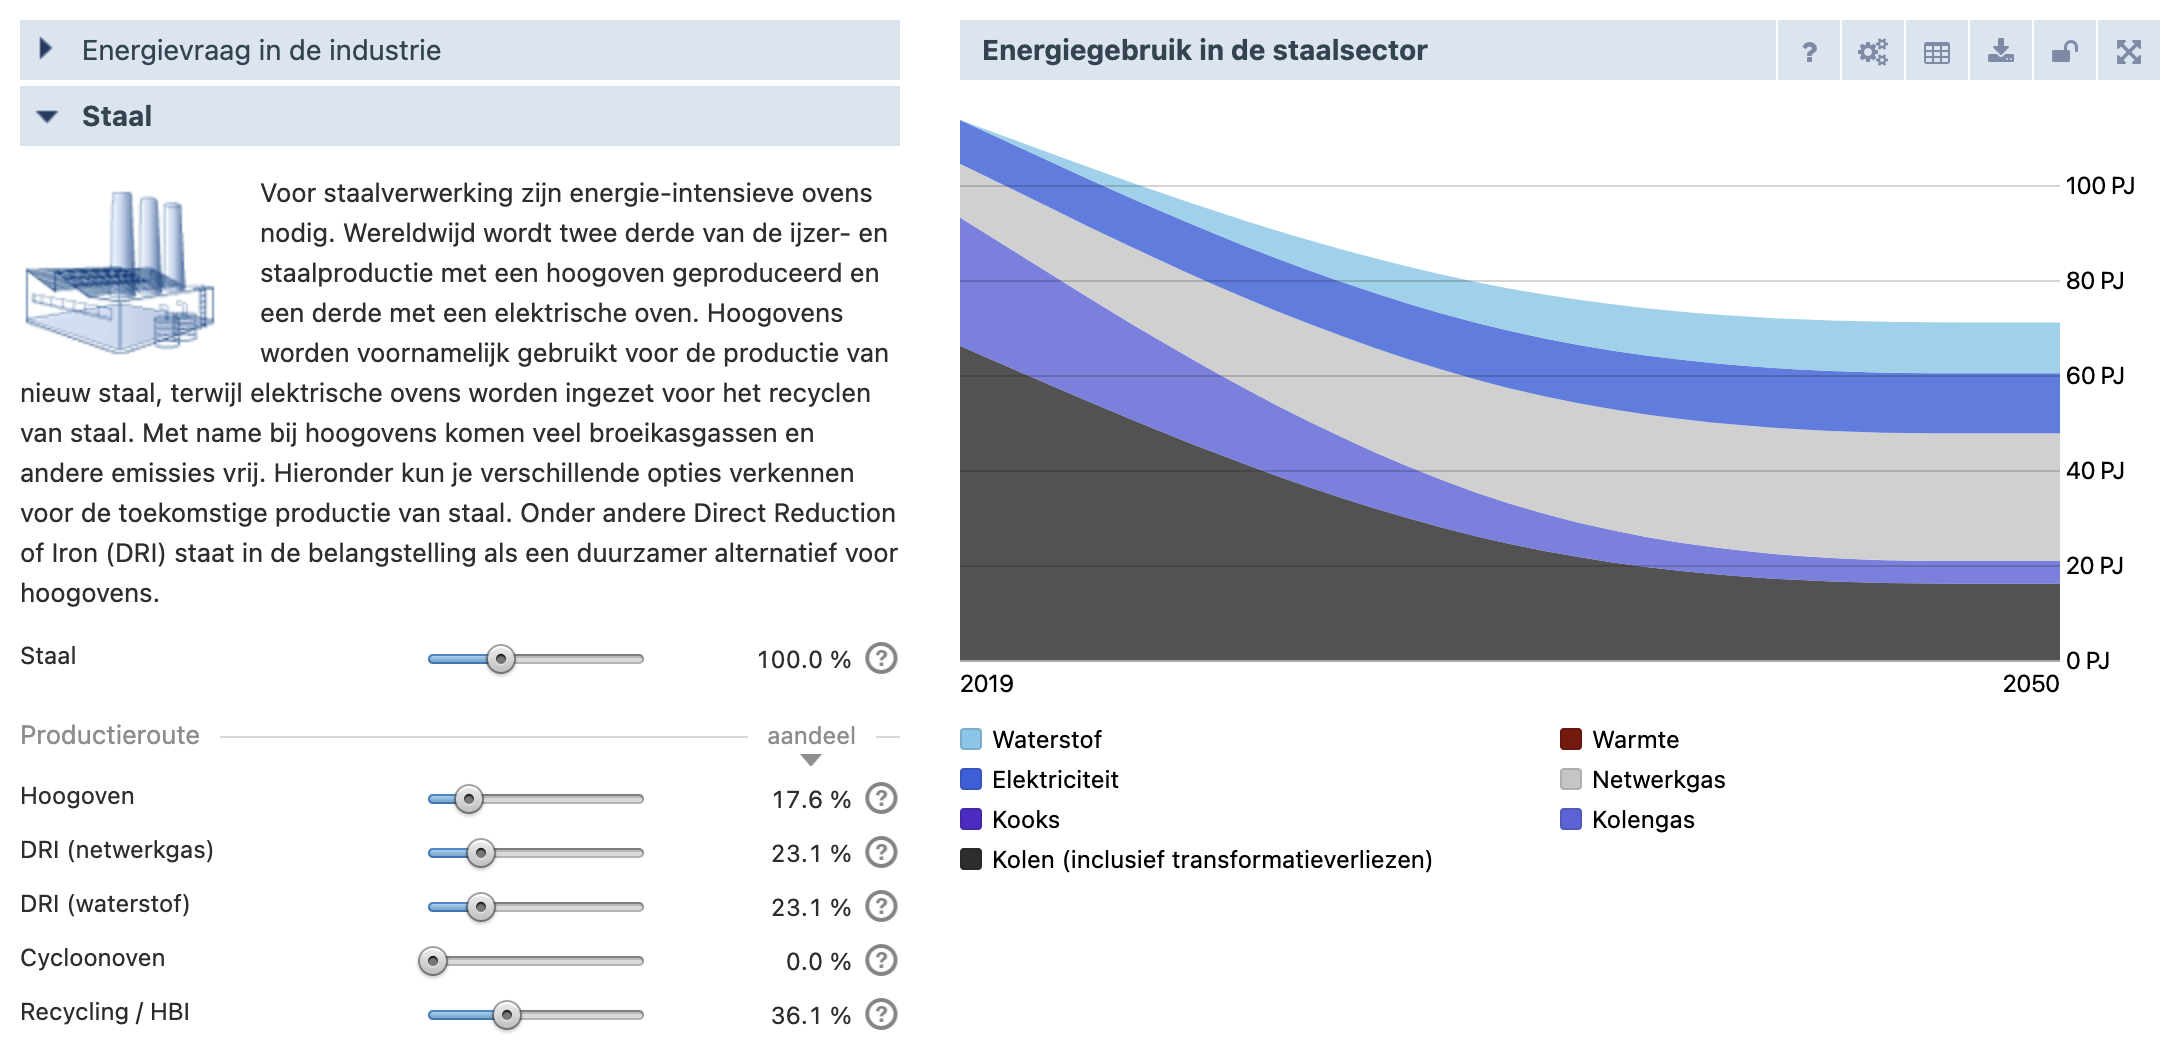 Energievraag in de industrie
Staal
Voor staalverwerking zijn energie-intensieve ovens
nodig. Wereldwijd wordt twee derde van de ijzer- en
staalproductie met een hoogoven geproduceerd en
een derde met een elektrische oven. Hoogovens
worden voornamelijk gebruikt voor de productie van
nieuw staal, terwijl elektrische ovens worden ingezet voor het recyclen
van staal. Met name bij hoogovens komen veel broeikasgassen en
andere emissies vrij. Hieronder kun je verschillende opties verkennen
voor de toekomstige productie van staal. Onder andere Direct Reduction
of Iron (DRI) staat in de belangstelling als een duurzamer alternatief voor
hoogovens.
Staal 100.0 % ?
Productieroute aandeel
Hoogoven 17.6 % ?
DRI (netwerkgas) 23.1 % ?
DRI (waterstof) 23.1 % ?
Cycloonoven 0.0 % ?
Recycling / HBI 36.1 % ?
Energiegebruik in de staalsector ?
100 PJ
80 PJ
60 PJ
40 PJ
20 PJ
0 PJ
2019 2050
Waterstof Warmte
Elektriciteit Netwerkgas
Kooks Kolengas
Kolen (inclusief transformatieverliezen)